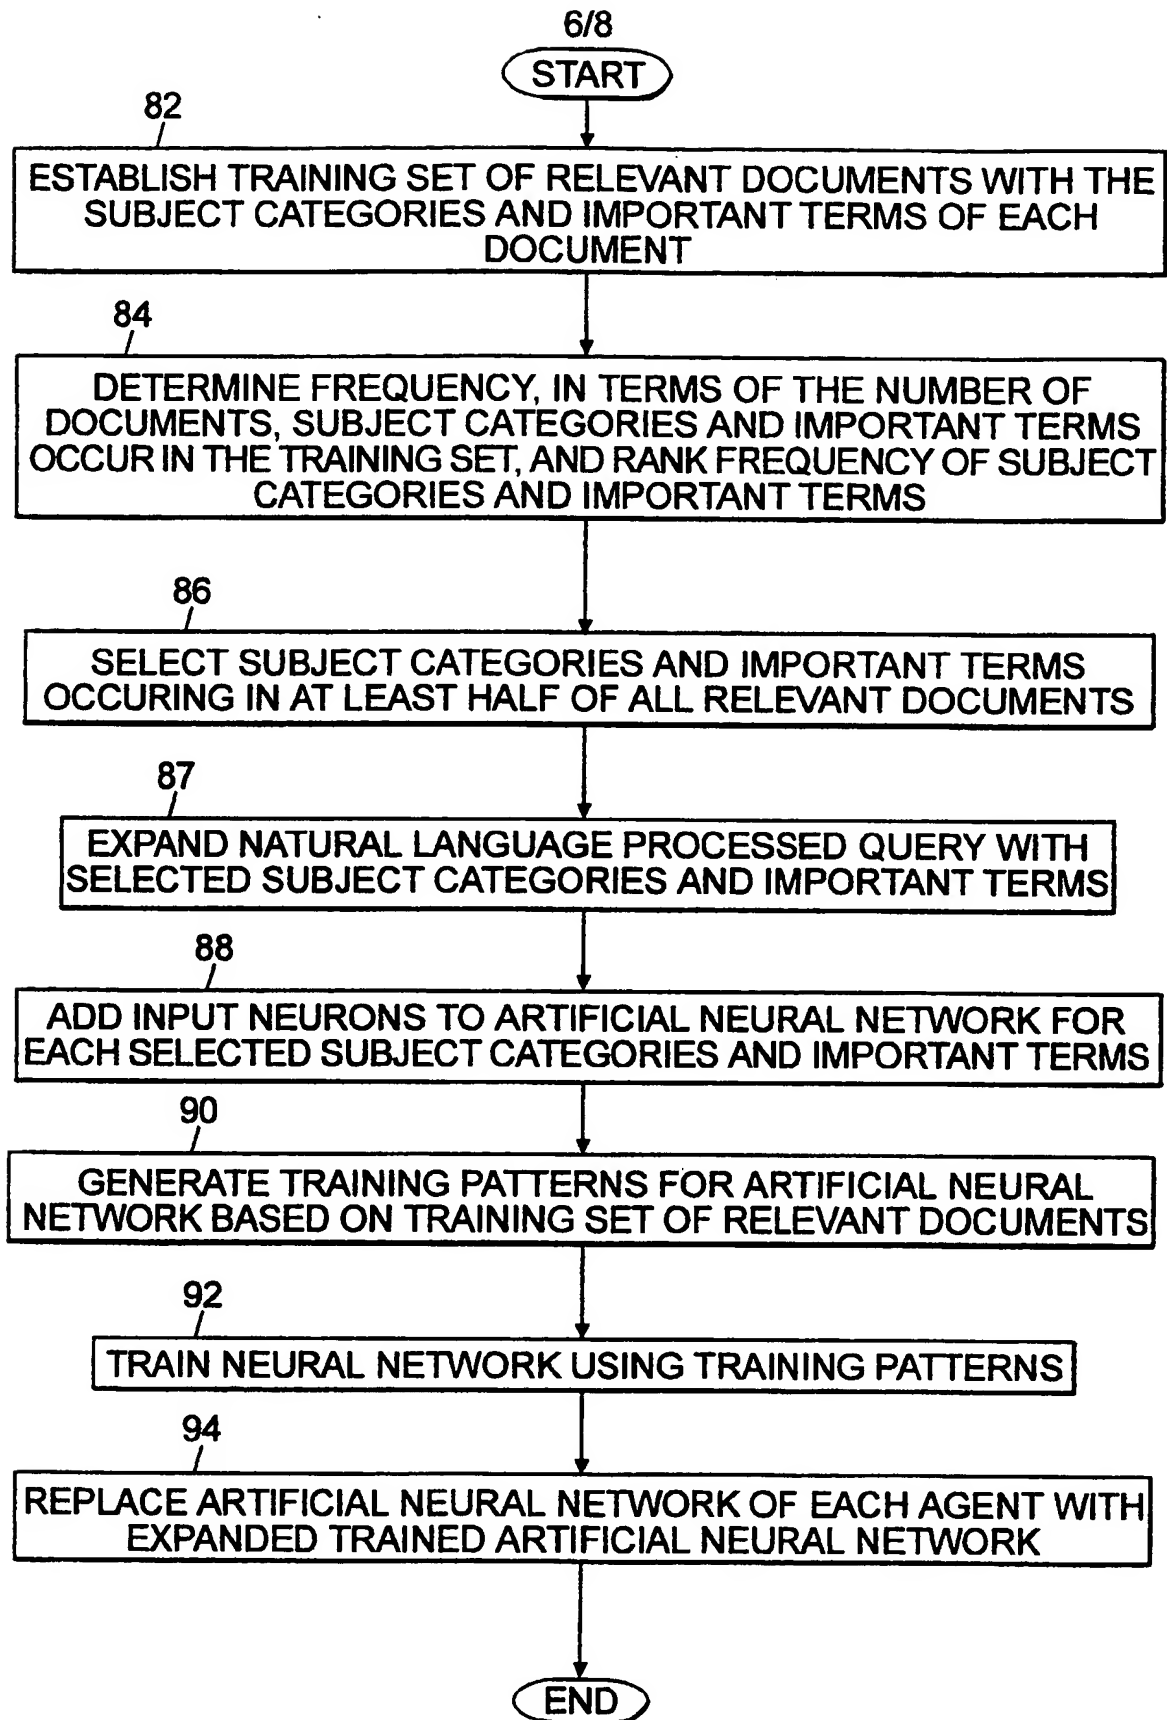 6/8
START
82
ESTABLISH TRAINING SET OF RELEVANT DOCUMENTS WITH THE
SUBJECT CATEGORIES AND IMPORTANT TERMS OF EACH
DOCUMENT
84
DETERMINE FREQUENCY, IN TERMS OF THE NUMBER OF
DOCUMENTS, SUBJECT CATEGORIES AND IMPORTANT TERMS
OCCUR IN THE TRAINING SET, AND RANK FREQUENCY OF SUBJECT
CATEGORIES AND IMPORTANT TERMS
86
SELECT SUBJECT CATEGORIES AND IMPORTANT TERMS
OCCURING IN AT LEAST HALF OF ALL RELEVANT DOCUMENTS
87
EXPAND NATURAL LANGUAGE PROCESSED QUERY WITH
SELECTED SUBJECT CATEGORIES AND IMPORTANT TERMS
88
ADD INPUT NEURONS TO ARTIFICIAL NEURAL NETWORK FOR
EACH SELECTED SUBJECT CATEGORIES AND IMPORTANT TERMS
90
GENERATE TRAINING PATTERNS FOR ARTIFICIAL NEURAL
NETWORK BASED ON TRAINING SET OF RELEVANT DOCUMENTS
92
TRAIN NEURAL NETWORK USING TRAINING PATTERNS
94
REPLACE ARTIFICIAL NEURAL NETWORK OF EACH AGENT WITH
EXPANDED TRAINED ARTIFICIAL NEURAL NETWORK
END